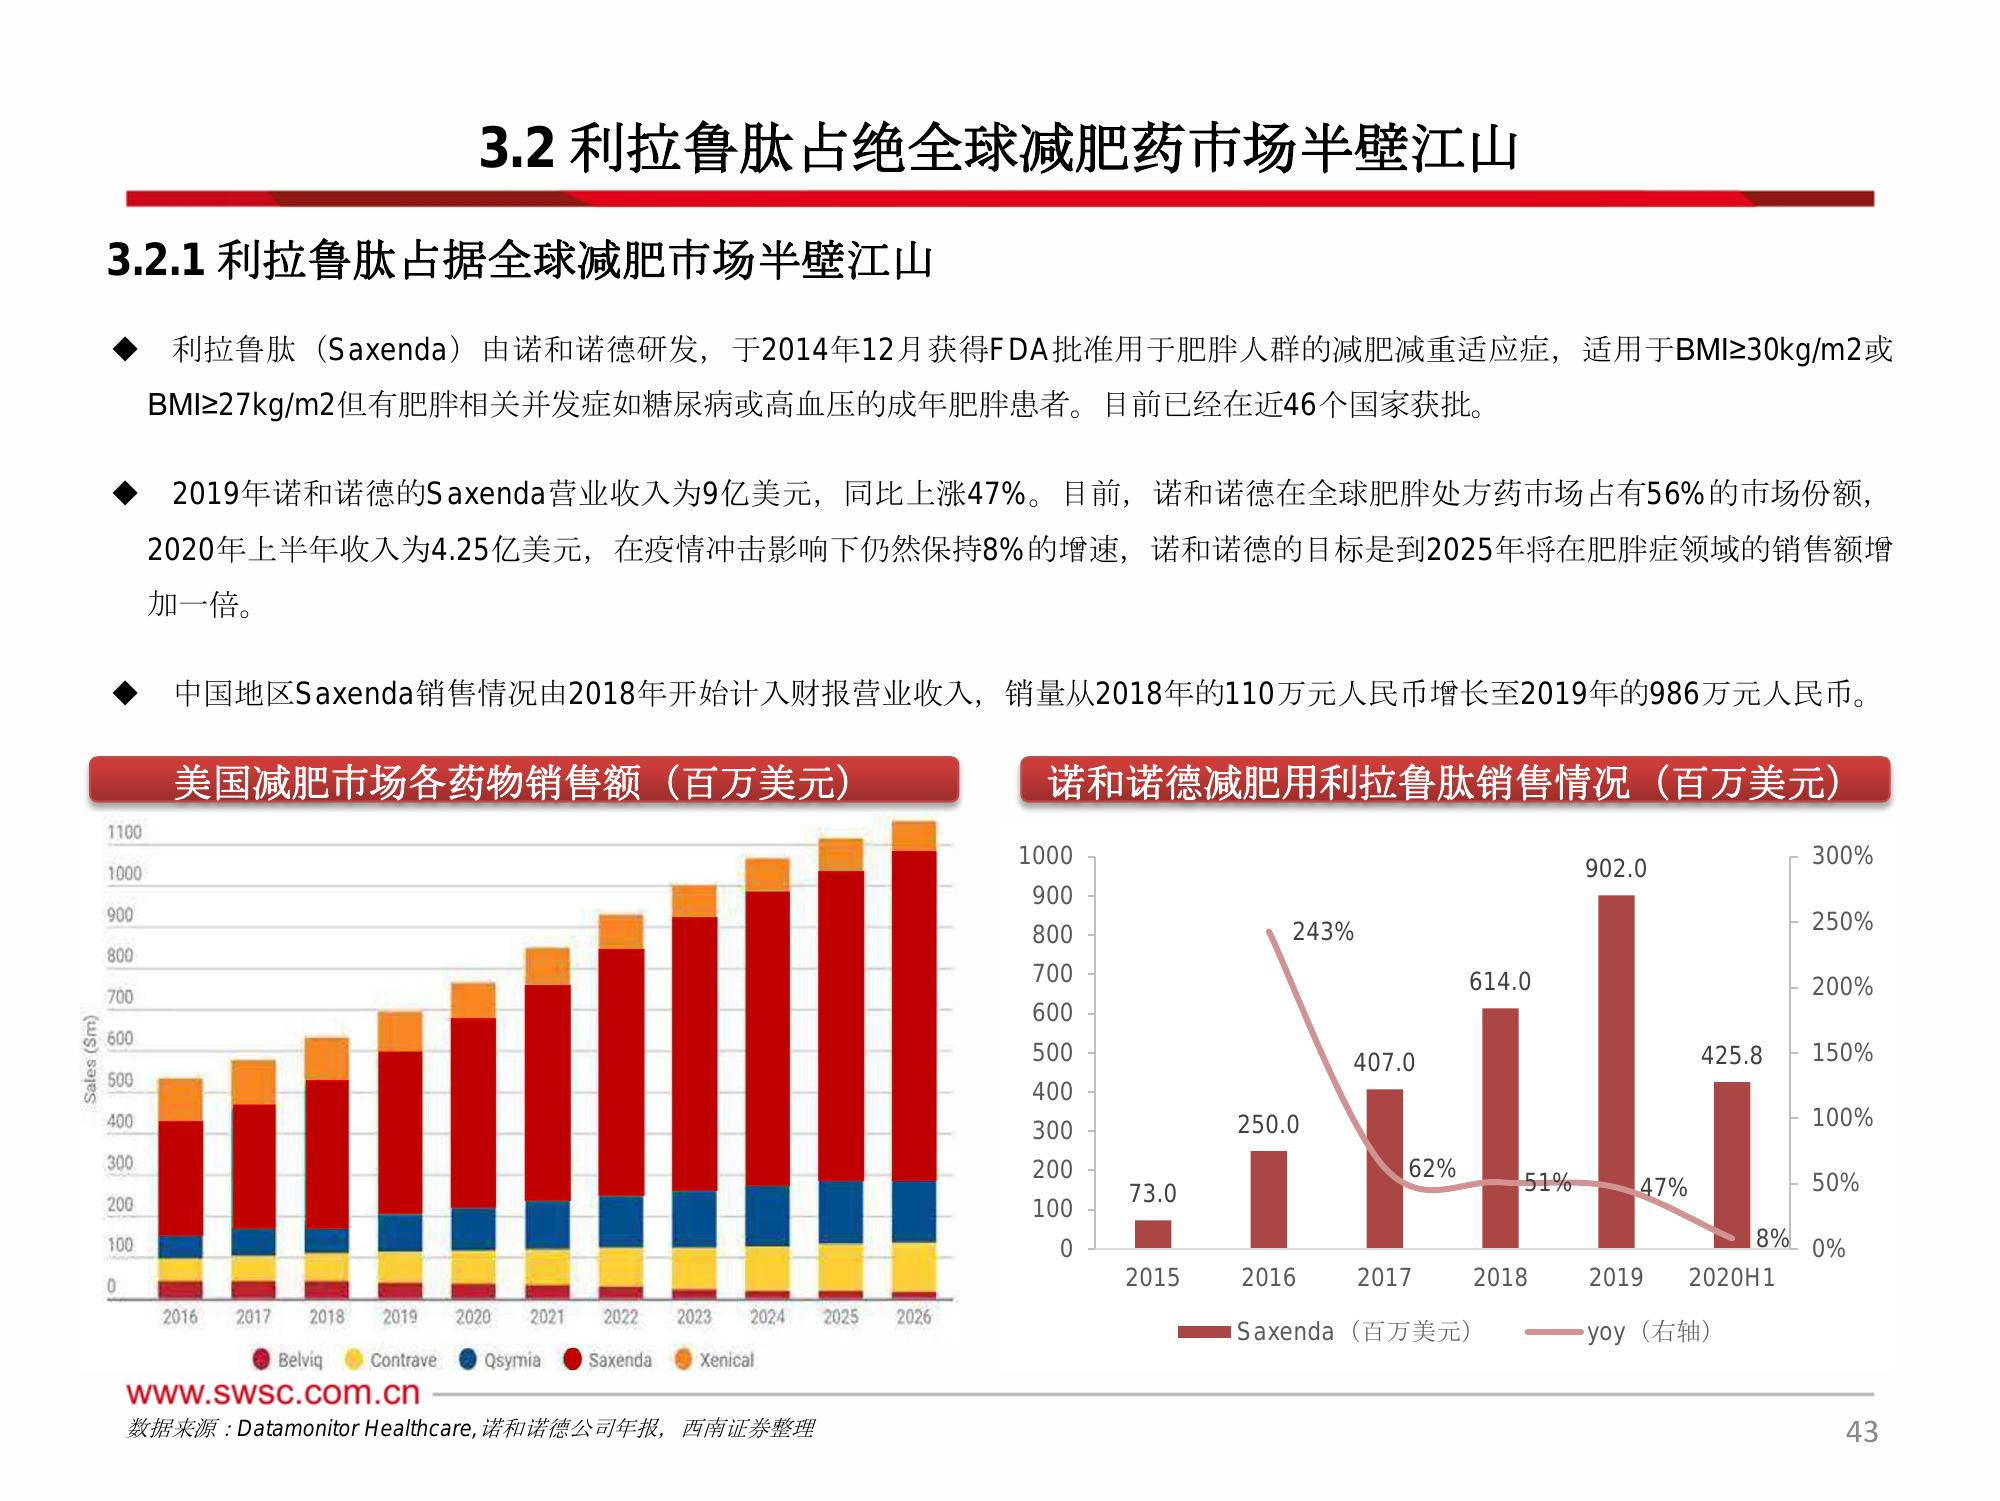 3.2 利拉鲁肽占绝全球减肥药市场半壁江山
3.2.1 利拉鲁肽占据全球减肥市场半壁江山
◆ 利拉鲁肽（Saxenda）由诺和诺德研发，于2014年12月获得FDA批准用于肥胖人群的减肥减重适应症，适用于BMI≥30kg/m2或
BMI≥27kg/m2但有肥胖相关并发症如糖尿病或高血压的成年肥胖患者。目前已经在近46个国家获批。
◆ 2019年诺和诺德的Saxenda营业收入为9亿美元，同比上涨47%。目前，诺和诺德在全球肥胖处方药市场占有56%的市场份额，
2020年上半年收入为4.25亿美元，在疫情冲击影响下仍然保持8%的增速，诺和诺德的目标是到2025年将在肥胖症领域的销售额增
加一倍。
◆ 中国地区Saxenda销售情况由2018年开始计入财报营业收入，销量从2018年的110万元人民币增长至2019年的986万元人民币。
美国减肥市场各药物销售额（百万美元）
1100
1000
900
800
700
600
500
400
300
200
100
0
Sales ($m)
2016 2017 2018 2019 2020 2021 2022 2023 2024 2025 2026
Belviq Contrave Qsymia Saxenda Xenical
诺和诺德减肥用利拉鲁肽销售情况（百万美元）
1000
900
800
700
600
500
400
300
200
100
0
73.0
250.0
407.0
614.0
902.0
425.8
243%
62%
51%
47%
8%
300%
250%
200%
150%
100%
50%
0%
2015 2016 2017 2018 2019 2020H1
Saxenda（百万美元） yoy（右轴）
www.swsc.com.cn
数据来源：Datamonitor Healthcare,诺和诺德公司年报，西南证券整理
43